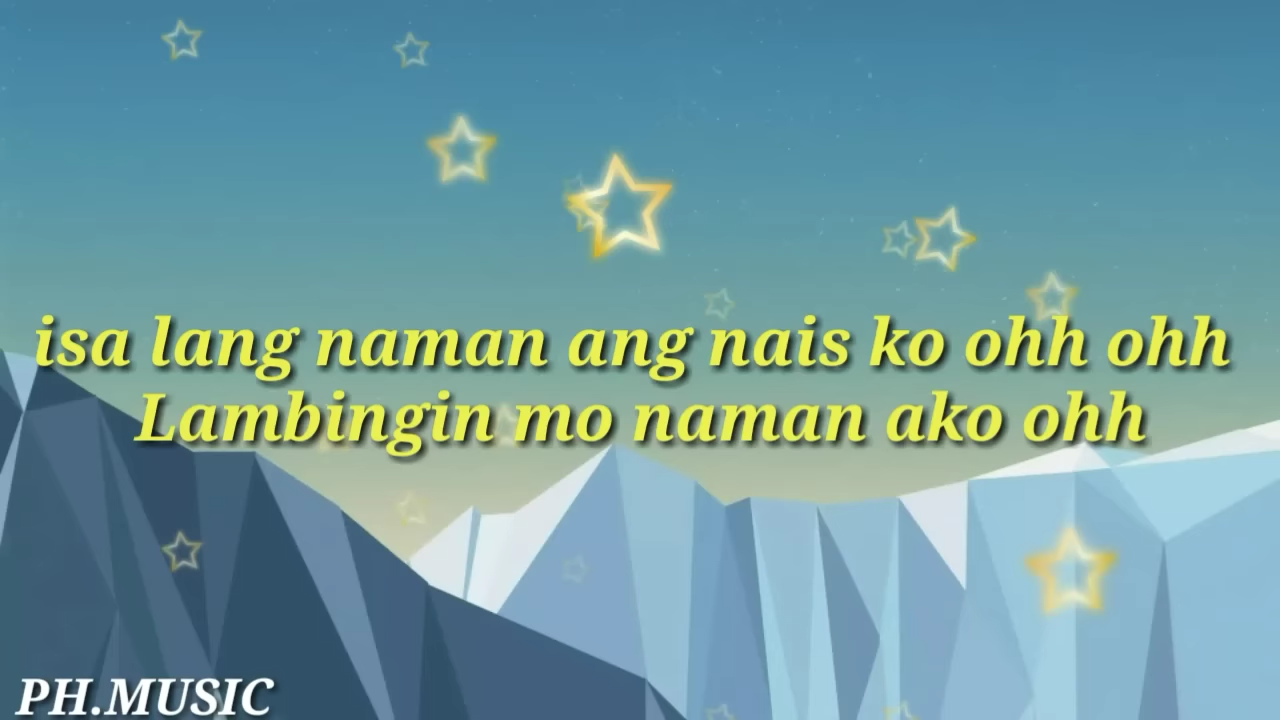 isa lang naman ang nais ko ohh ohh
Lambingin mo naman ako ohh
PH.MUSIC